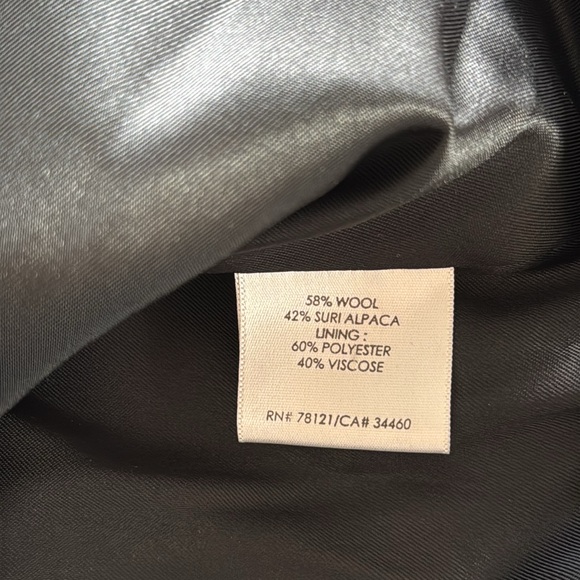 58% WOOL
42% SURI ALPACA
LINING :
60% POLYESTER
40% VISCOSE
RN# 78121/CA# 34460